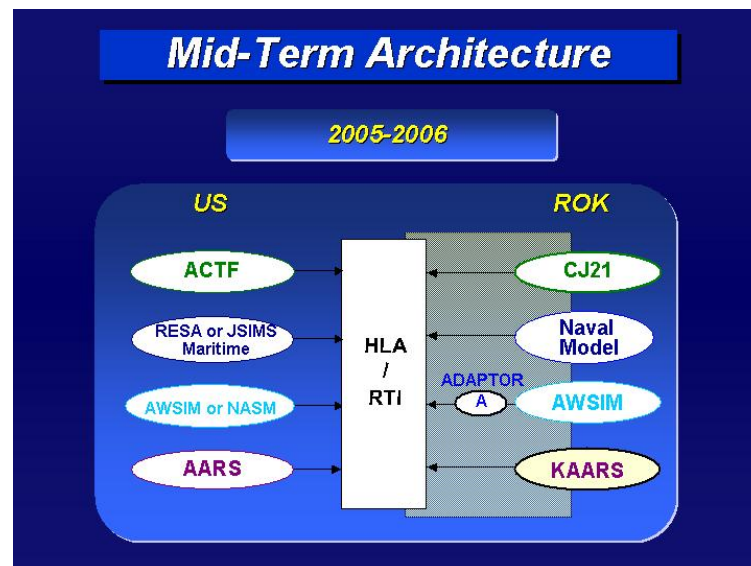 Mid-Term Architecture
2005-2006
US
ROK
ACTF
CJ21
RESA or JSIMS
Maritime
HLA
/
RTI
Naval
Model
ADAPTOR
A
AWSIM or NASM
AWSIM
AARS
KAARS